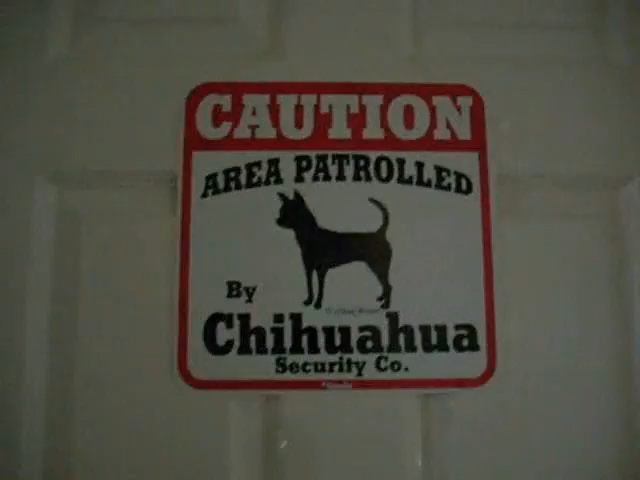 CAUTION
AREA PATROLLED
By
Chihuahua
Security Co.